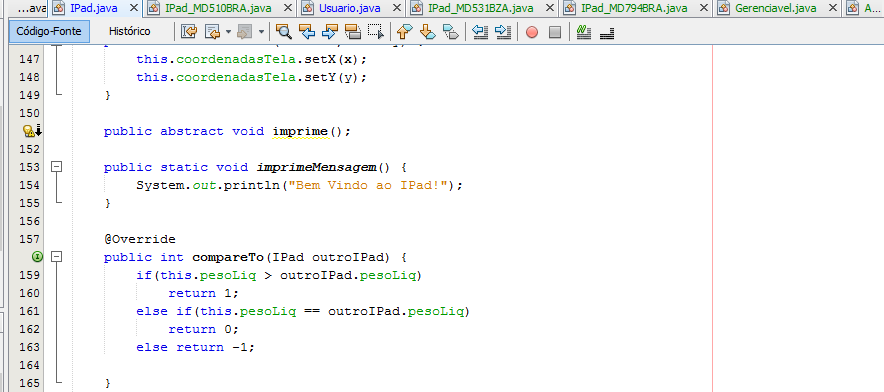 ...ava IPad.java IPad_MD510BRA.java Usuario.java IPad_MD531BZA.java IPad_MD794BRA.java Gerenciavel.java A...
Código-Fonte Histórico
147 this.coordenadasTela.setX(x);
148 this.coordenadasTela.setY(y);
149 }
150
public abstract void imprime();
152
153 public static void imprimeMensagem() {
154 System.out.println("Bem Vindo ao IPad!");
155 }
156
157 @Override
public int compareTo(IPad outroIPad) {
159 if(this.pesoLiq > outroIPad.pesoLiq)
160 return 1;
161 else if(this.pesoLiq == outroIPad.pesoLiq)
162 return 0;
163 else return -1;
164
165 }